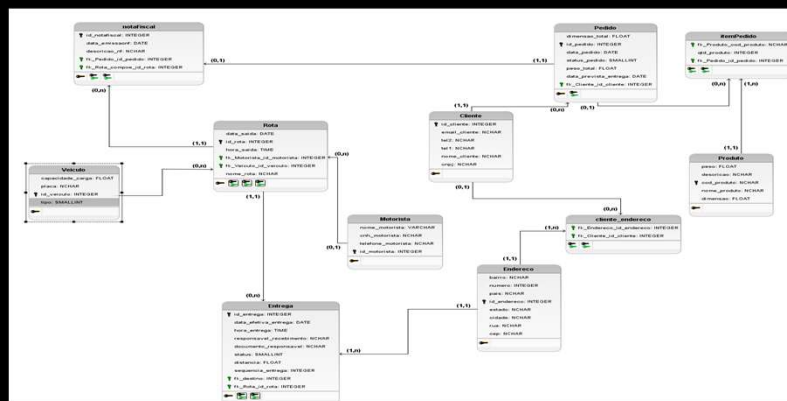 notaFiscal
id_notafiscal: INTEGER
data_emissaonf: DATE
descricao_nf: NCHAR
fk_Pedido_id_pedido: INTEGER
fk_Rota_compoe_id_rota: INTEGER
(0,n)
(0,1)
(1,1)
Pedido
dimensao_total: FLOAT
id_pedido: INTEGER
data_pedido: DATE
status_pedido: SMALLINT
peso_total: FLOAT
data_prevista_entrega: DATE
fk_Cliente_id_cliente: INTEGER
(0,n)
(0,1)
itemPedido
fk_Produto_cod_produto: NCHAR
qtd_produto: INTEGER
fk_Pedido_id_pedido: INTEGER
(0,n)
(1,n)
Rota
data_saida: DATE
id_rota: INTEGER
hora_saida: TIME
fk_Motorista_id_motorista: INTEGER
fk_Veiculo_id_veiculo: INTEGER
nome_rota: NCHAR
(1,1)
(0,n)
(0,n)
(1,1)
Cliente
id_cliente: INTEGER
email_cliente: NCHAR
tel2: NCHAR
tel1: NCHAR
nome_cliente: NCHAR
cnpj: NCHAR
(1,1)
(0,1)
Veiculo
capacidade_carga: FLOAT
placa: NCHAR
id_veiculo: INTEGER
tipo: SMALLINT
Produto
peso: FLOAT
descricao: NCHAR
cod_produto: NCHAR
nome_produto: NCHAR
dimensao: FLOAT
(1,1)
Motorista
nome_motorista: VARCHAR
cnh_motorista: NCHAR
telefone_motorista: NCHAR
id_motorista: INTEGER
(0,1)
cliente_endereco
fk_Endereco_id_endereco: INTEGER
fk_Cliente_id_cliente: INTEGER
(0,n)
(1,n)
Endereco
bairro: NCHAR
numero: INTEGER
pais: NCHAR
id_endereco: INTEGER
estado: NCHAR
cidade: NCHAR
rua: NCHAR
cep: NCHAR
(1,1)
(1,1)
Entrega
id_entrega: INTEGER
data_efetiva_entrega: DATE
hora_entrega: TIME
responsavel_recebimento: NCHAR
documento_responsavel: NCHAR
status: SMALLINT
distancia: FLOAT
sequencia_entrega: INTEGER
fk_destino: INTEGER
fk_Rota_id_rota: INTEGER
(0,n)
(1,n)